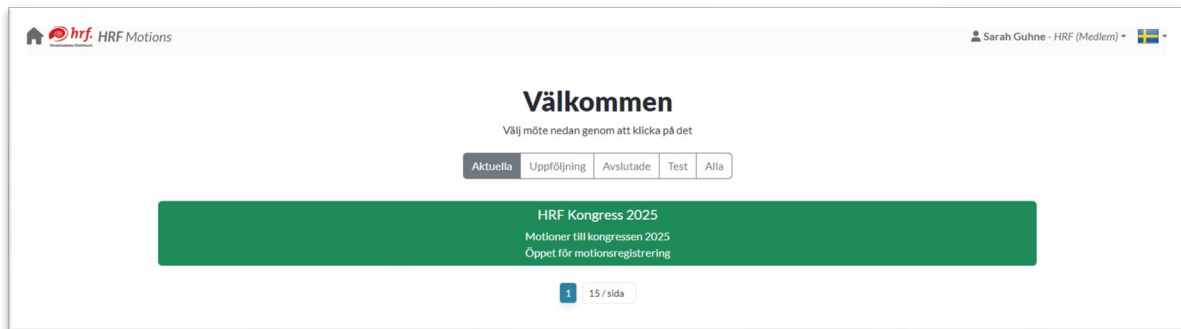 hrf. HRF Motions
Sarah Guhne - HRF (Medlem)
Välkommen
Välj möte nedan genom att klicka på det
Aktuella Uppföljning Avslutade Test Alla
HRF Kongress 2025
Motioner till kongressen 2025
Öppet för motionsregistrering
1 15 / sida